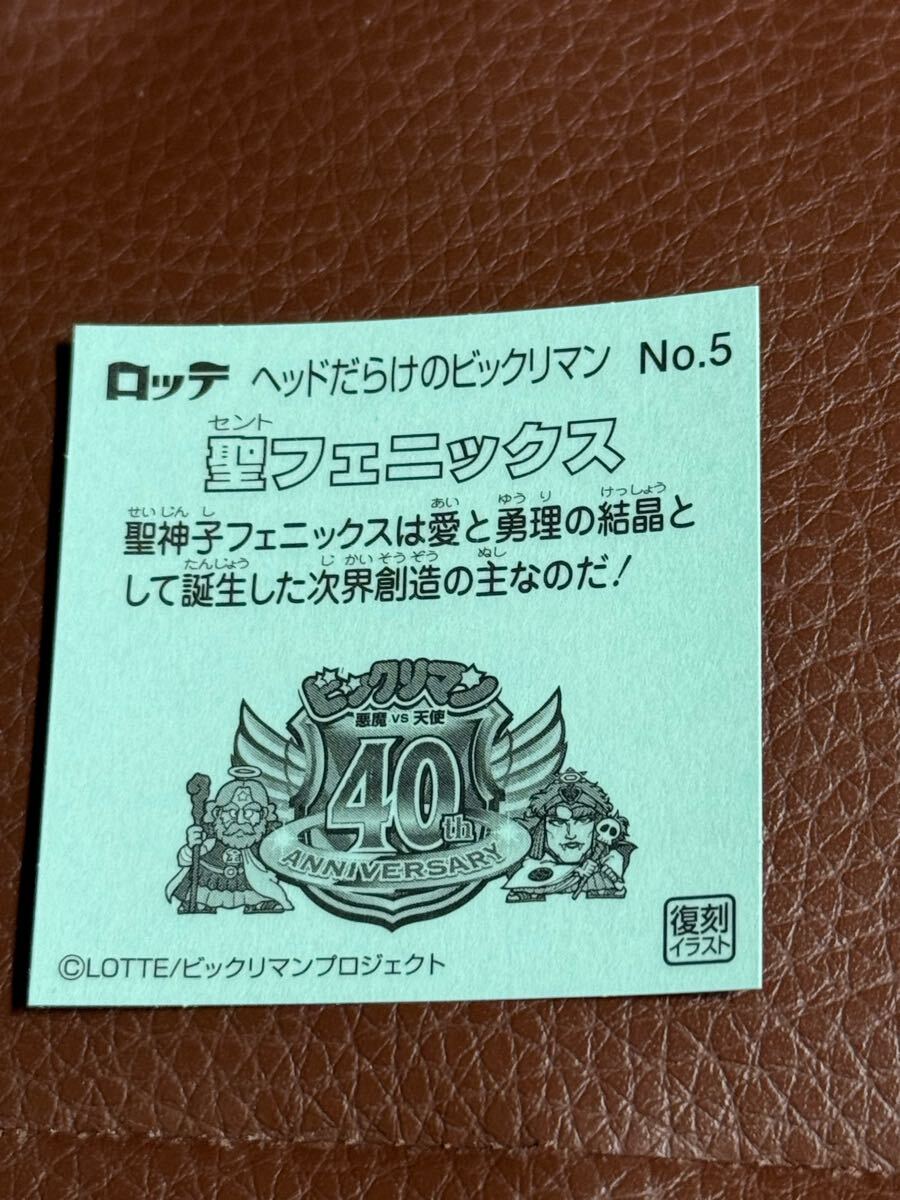 ロッテ ヘッドだらけのビックリマン No.5
セント
聖フェニックス
せいじんし あい ゆうり けっしょう
聖神子フェニックスは愛と勇理の結晶と
たんじょう じかいそうぞう ぬし
して誕生した次界創造の主なのだ!
ビックリマン
悪魔 VS 天使
40th
ANNIVERSARY
復刻
イラスト
©LOTTE/ビックリマンプロジェクト